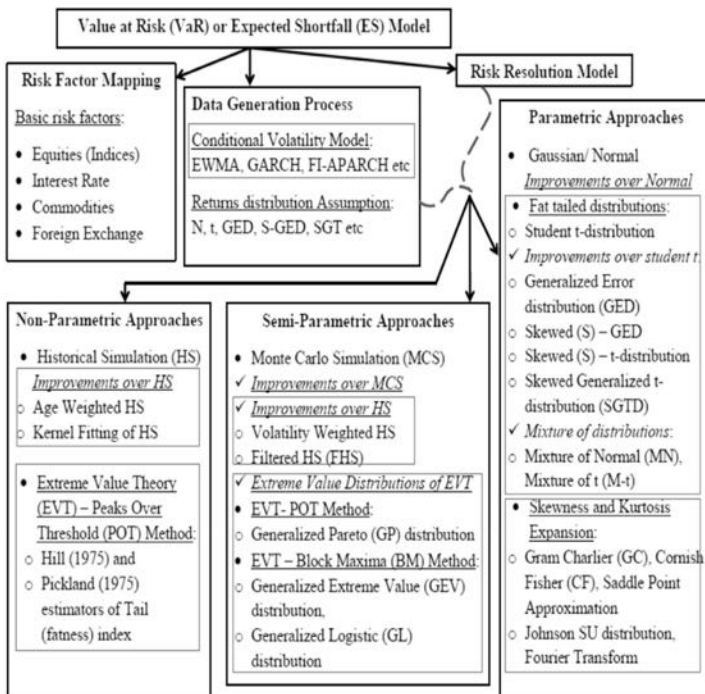 Value at Risk (VaR) or Expected Shortfall (ES) Model
Risk Factor Mapping
Basic risk factors:
• Equities (Indices)
• Interest Rate
• Commodities
• Foreign Exchange
Data Generation Process
Conditional Volatility Model:
EWMA, GARCH, FI-APARCH etc
Returns distribution Assumption:
N, t, GED, S-GED, SGT etc
Risk Resolution Model
Parametric Approaches
• Gaussian/ Normal
Improvements over Normal
• Fat tailed distributions:
○ Student t-distribution
✓ Improvements over student t:
○ Generalized Error
distribution (GED)
○ Skewed (S) – GED
○ Skewed (S) – t-distribution
○ Skewed Generalized t-
distribution (SGTD)
✓ Mixture of distributions:
○ Mixture of Normal (MN),
Mixture of t (M-t)
• Skewness and Kurtosis
Expansion:
○ Gram Charlier (GC), Cornish
Fisher (CF), Saddle Point
Approximation
○ Johnson SU distribution,
Fourier Transform
Non-Parametric Approaches
• Historical Simulation (HS)
Improvements over HS
○ Age Weighted HS
○ Kernel Fitting of HS
• Extreme Value Theory
(EVT) – Peaks Over
Threshold (POT) Method:
○ Hill (1975) and
○ Pickland (1975)
estimators of Tail
(fatness) index
Semi-Parametric Approaches
• Monte Carlo Simulation (MCS)
✓ Improvements over MCS
✓ Improvements over HS
○ Volatility Weighted HS
○ Filtered HS (FHS)
✓ Extreme Value Distributions of EVT
• EVT- POT Method:
○ Generalized Pareto (GP) distribution
• EVT – Block Maxima (BM) Method:
○ Generalized Extreme Value (GEV)
distribution,
○ Generalized Logistic (GL)
distribution